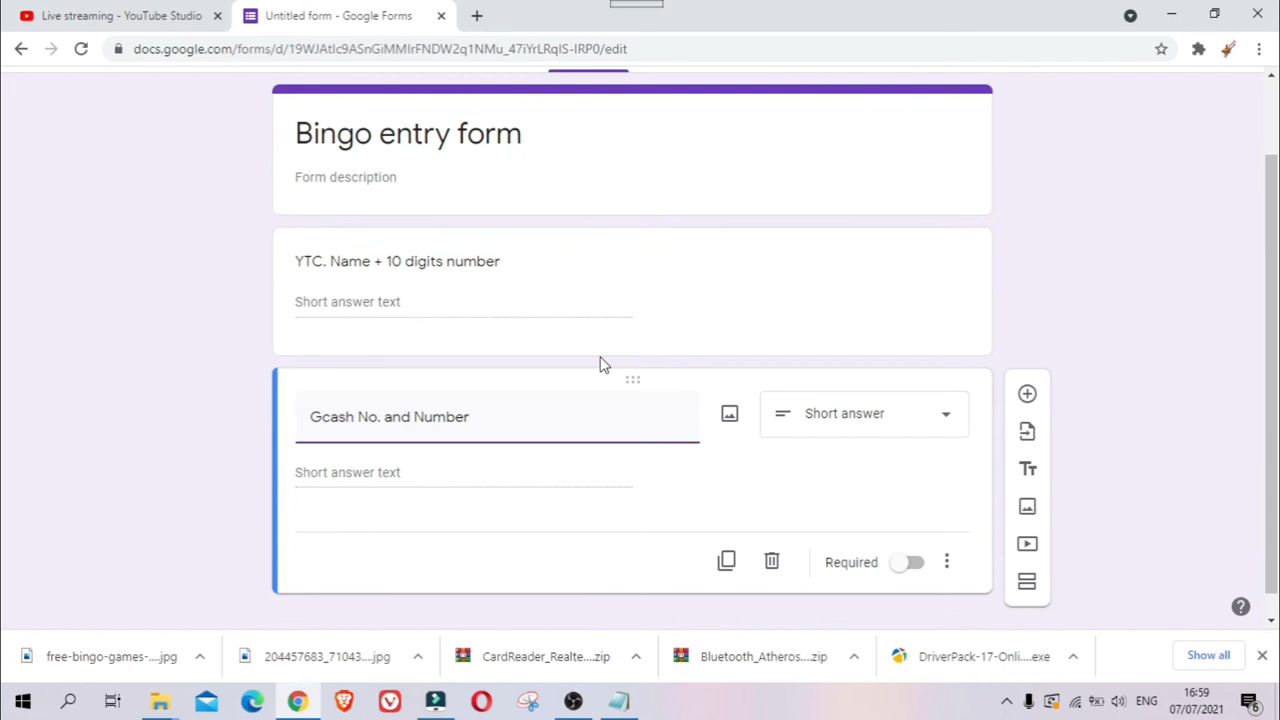 Live streaming - YouTube Studio
Untitled form - Google Forms
docs.google.com/forms/d/19WJAtIc9ASnGiMMIrFNDW2q1NMu_47iYrLRqIS-IRP0/edit
Bingo entry form
Form description
YTC. Name + 10 digits number
Short answer text
Gcash No. and Number
Short answer
Short answer text
Required
free-bingo-games-....jpg
204457683_71043....jpg
CardReader_Realte....zip
Bluetooth_Atheros....zip
DriverPack-17-Onli....exe
Show all
ENG
16:59
07/07/2021
6